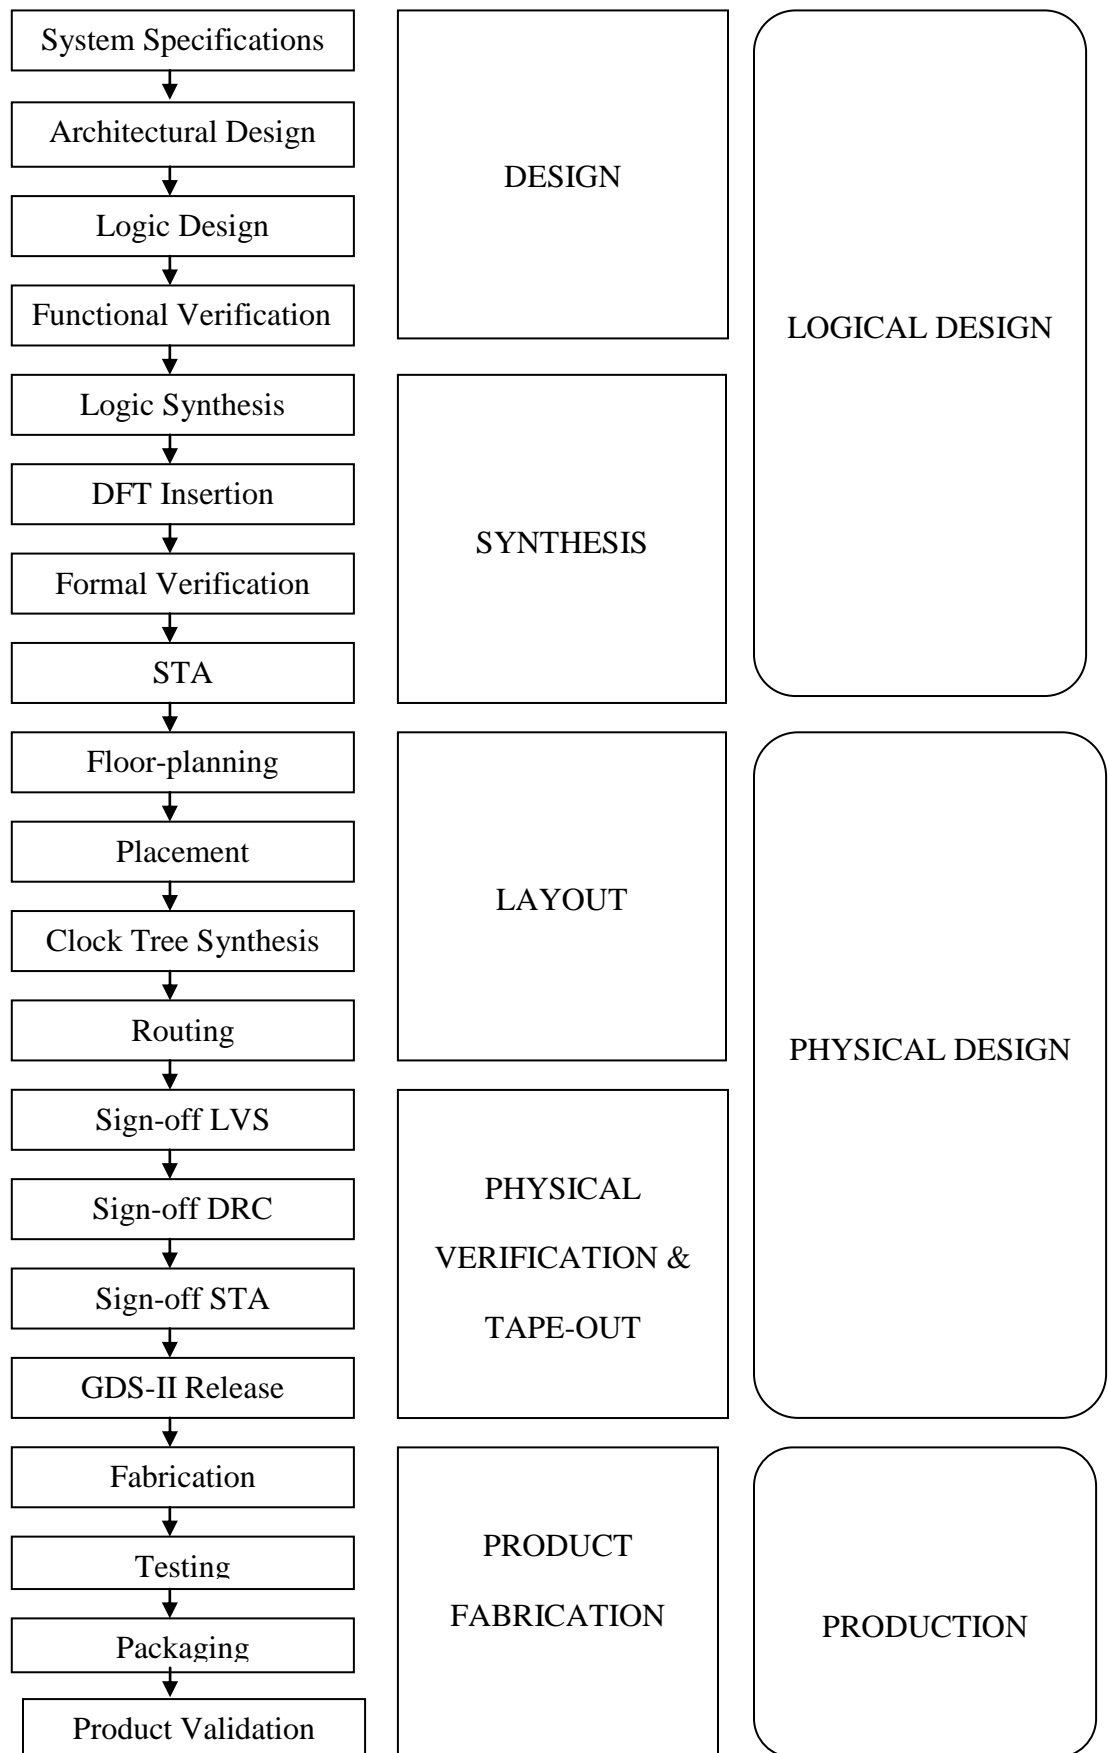 System Specifications
Architectural Design
Logic Design
Functional Verification
Logic Synthesis
DFT Insertion
Formal Verification
STA
Floor-planning
Placement
Clock Tree Synthesis
Routing
Sign-off LVS
Sign-off DRC
Sign-off STA
GDS-II Release
Fabrication
Testing
Packaging
Product Validation
DESIGN
SYNTHESIS
LAYOUT
PHYSICAL
VERIFICATION &
TAPE-OUT
PRODUCT
FABRICATION
LOGICAL DESIGN
PHYSICAL DESIGN
PRODUCTION